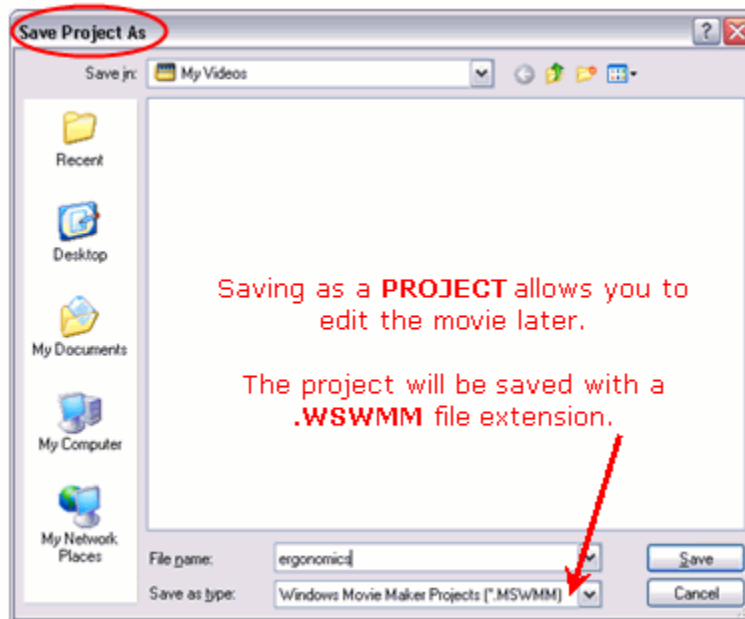 Save Project As
Save in:
My Videos
Recent
Desktop
My Documents
My Computer
My Network
Places
Saving as a PROJECT allows you to
edit the movie later.
The project will be saved with a
.WSWMM file extension.
File name:
ergonomics
Save
Save as type:
Windows Movie Maker Projects (*.MSWMM)
Cancel